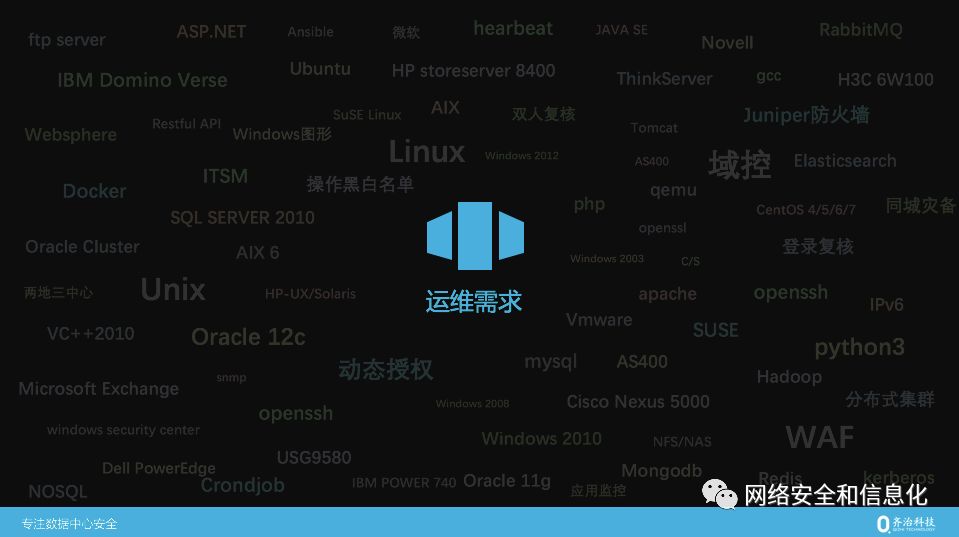 ftp server
ASP.NET
Ansible
微软
hearbeat
JAVA SE
Novell
RabbitMQ
IBM Domino Verse
Ubuntu
HP storeserver 8400
ThinkServer
gcc
H3C 6W100
Websphere
Restful API
Windows图形
SuSE Linux
AIX
双人复核
Tomcat
Juniper防火墙
Linux
Windows 2012
AS400
域控
Elasticsearch
Docker
ITSM
操作黑白名单
qemu
php
CentOS 4/5/6/7
同城灾备
SQL SERVER 2010
openssl
Oracle Cluster
AIX 6
Windows 2003
C/S
登录复核
两地三中心
Unix
HP-UX/Solaris
运维需求
apache
openssh
IPv6
VC++2010
Oracle 12c
Vmware
SUSE
python3
Microsoft Exchange
snmp
动态授权
mysql
AS400
Hadoop
openssh
Windows 2008
Cisco Nexus 5000
分布式集群
windows security center
Windows 2010
NFS/NAS
WAF
Dell PowerEdge
USG9580
NOSQL
Crondjob
IBM POWER 740
Oracle 11g
应用监控
Mongodb
Redis
kerberos
网络安全和信息化
专注数据中心安全
齐治科技
QIZHI TECHNOLOGY